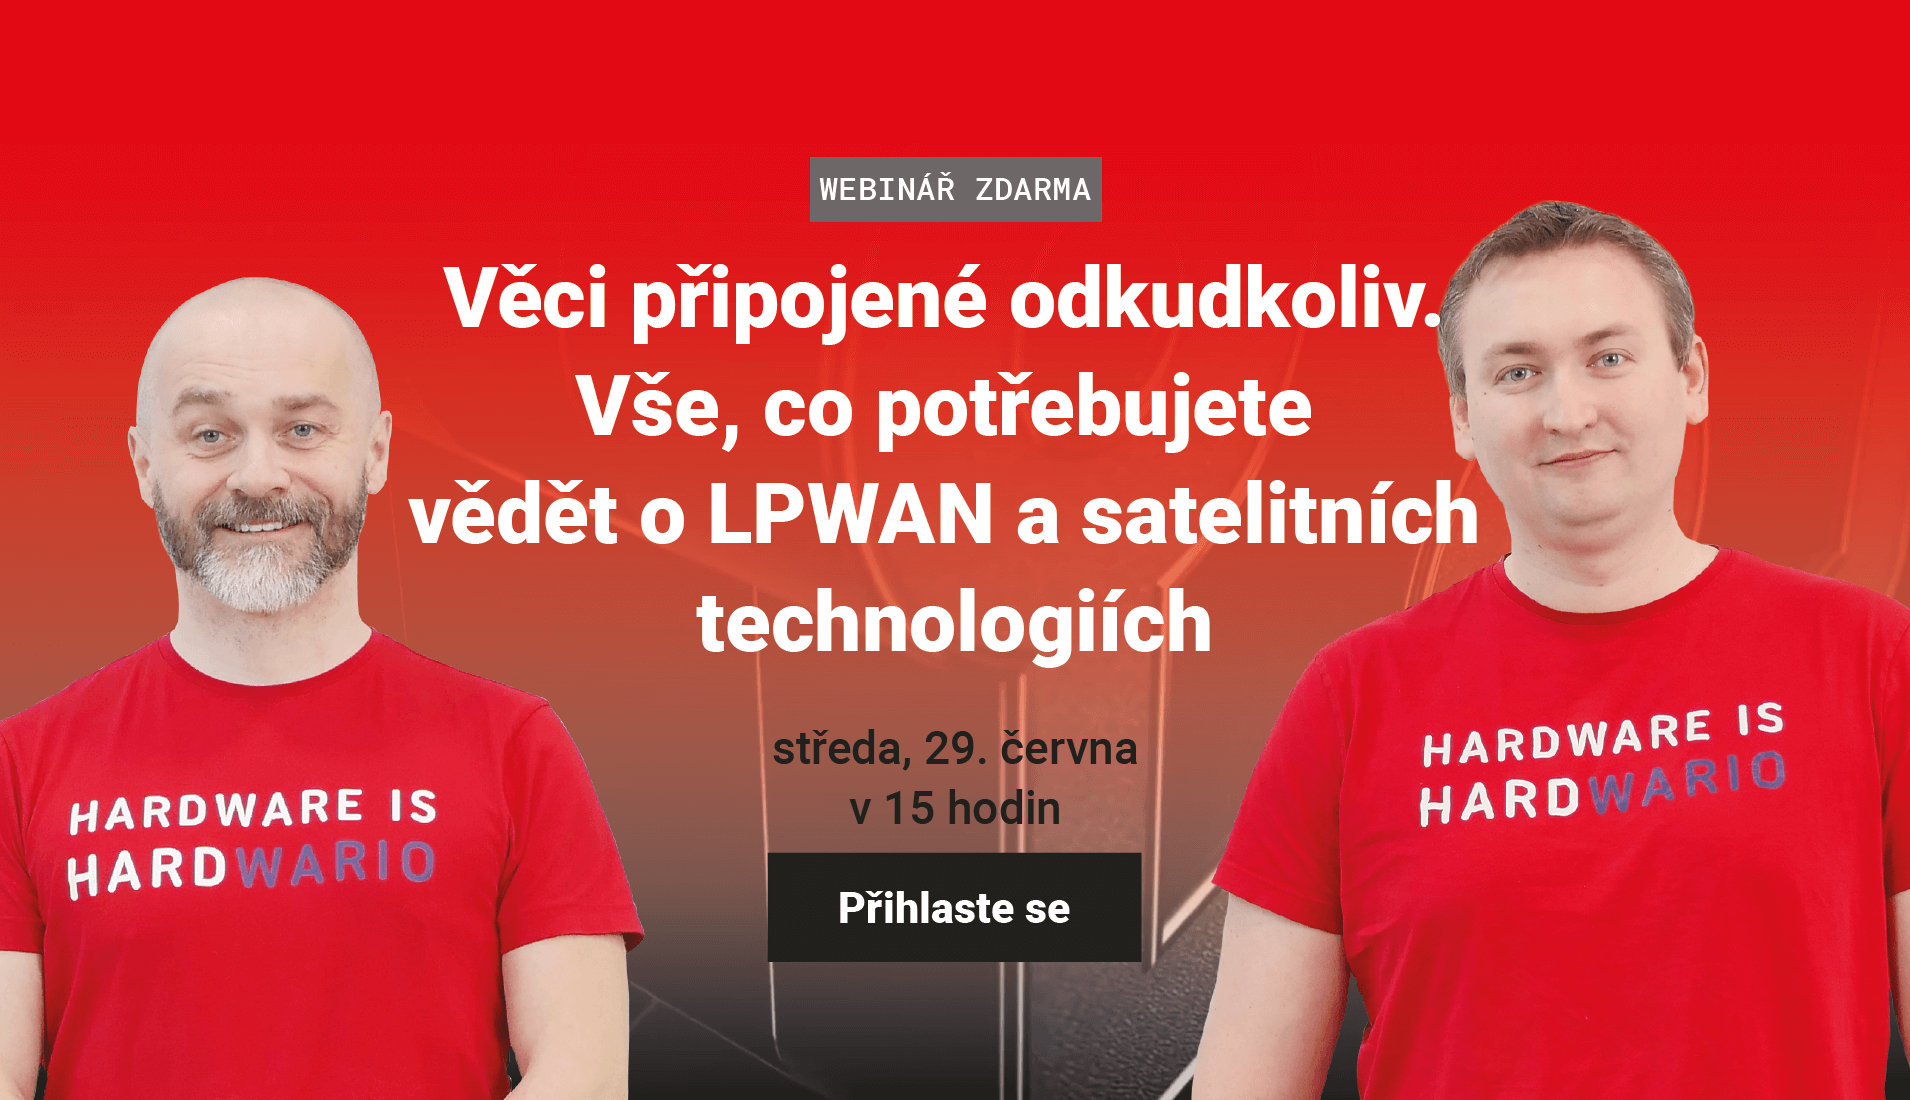 WEBINÁŘ ZDARMA
Věci připojené odkudkoliv.
Vše, co potřebujete
vědět o LPWAN a satelitních
technologiích
středa, 29. června
v 15 hodin
Přihlaste se
HARDWARE IS
HARDWARIO
HARDWARE IS
HARDWARIO